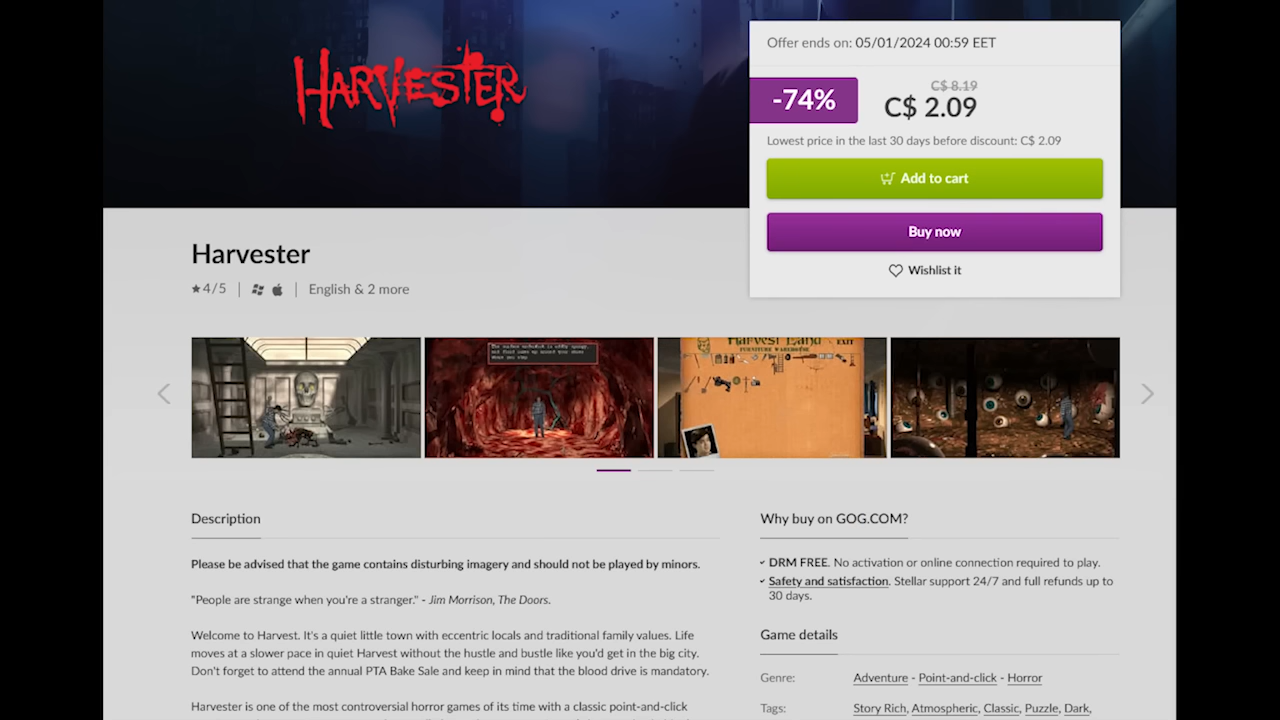 HARVESTER
Offer ends on: 05/01/2024 00:59 EET
-74%
C$ 8.19
C$ 2.09
Lowest price in the last 30 days before discount: C$ 2.09
Add to cart
Buy now
Wishlist it
Harvester
4/5
English & 2 more
Harvest Land
FURNITURE WAREHOUSE
EXIT
Description
Please be advised that the game contains disturbing imagery and should not be played by minors.
"People are strange when you're a stranger." - Jim Morrison, The Doors.
Welcome to Harvest. It's a quiet little town with eccentric locals and traditional family values. Life
moves at a slower pace in quiet Harvest without the hustle and bustle like you'd get in the big city.
Don't forget to attend the annual PTA Bake Sale and keep in mind that the blood drive is mandatory.
Harvester is one of the most controversial horror games of its time with a classic point-and-click
Why buy on GOG.COM?
DRM FREE. No activation or online connection required to play.
Safety and satisfaction. Stellar support 24/7 and full refunds up to
30 days.
Game details
Genre: Adventure - Point-and-click - Horror
Tags: Story Rich, Atmospheric, Classic, Puzzle, Dark,